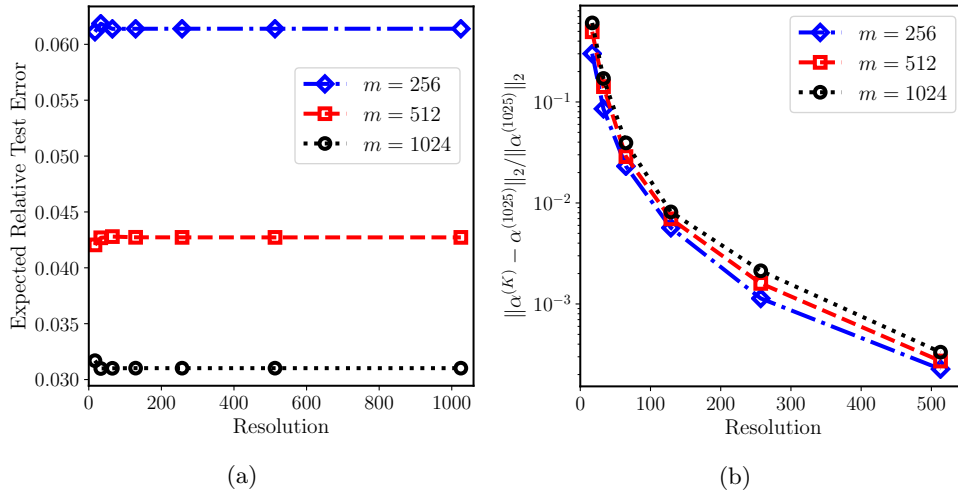 0.060
0.055
0.050
0.045
0.040
0.035
0.030
Expected Relative Test Error
m = 256
m = 512
m = 1024
0 200 400 600 800 1000
Resolution
(a)
10^{-1}
10^{-2}
10^{-3}
||α^{(K)} − α^{(1025)}||_2/||α^{(1025)}||_2
m = 256
m = 512
m = 1024
0 100 200 300 400 500
Resolution
(b)